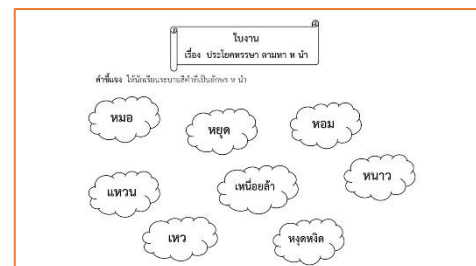 ใบงาน
เรื่อง ประโยคหรรษา ตามหา ห นำ
คำชี้แจง ให้นักเรียนระบายสีคำที่เป็นอักษร ห นำ
หมอ
หยุด
หอม
แหวน
เหนื่อยล้า
หนาว
เหว
หงุดหงิด